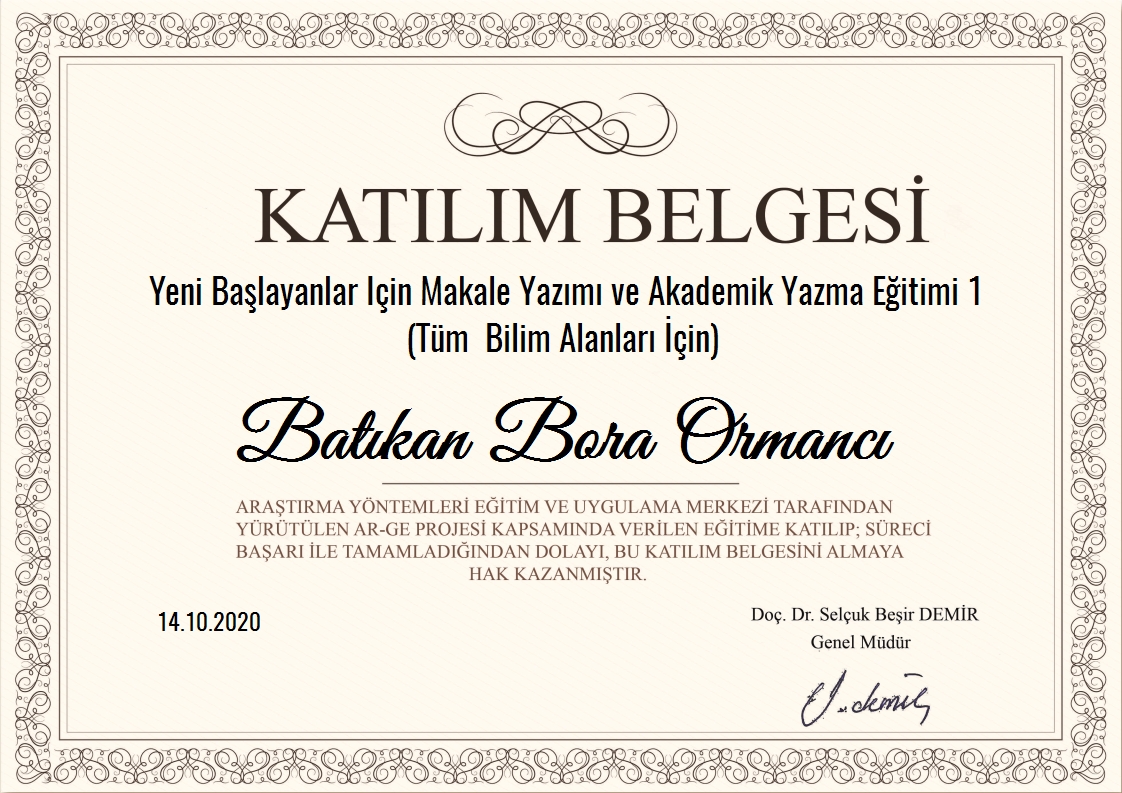 KATILIM BELGESİ
Yeni Başlayanlar Için Makale Yazımı ve Akademik Yazma Eğitimi 1
(Tüm Bilim Alanları İçin)
Batıkan Bora Ormancı
ARAŞTIRMA YÖNTEMLERİ EĞİTİM VE UYGULAMA MERKEZİ TARAFINDAN
YÜRÜTÜLEN AR-GE PROJESİ KAPSAMINDA VERİLEN EĞİTİME KATILIP; SÜRECİ
BAŞARI İLE TAMAMLADIĞINDAN DOLAYI, BU KATILIM BELGESİNİ ALMAYA
HAK KAZANMIŞTIR.
14.10.2020
Doç. Dr. Selçuk Beşir DEMİR
Genel Müdür